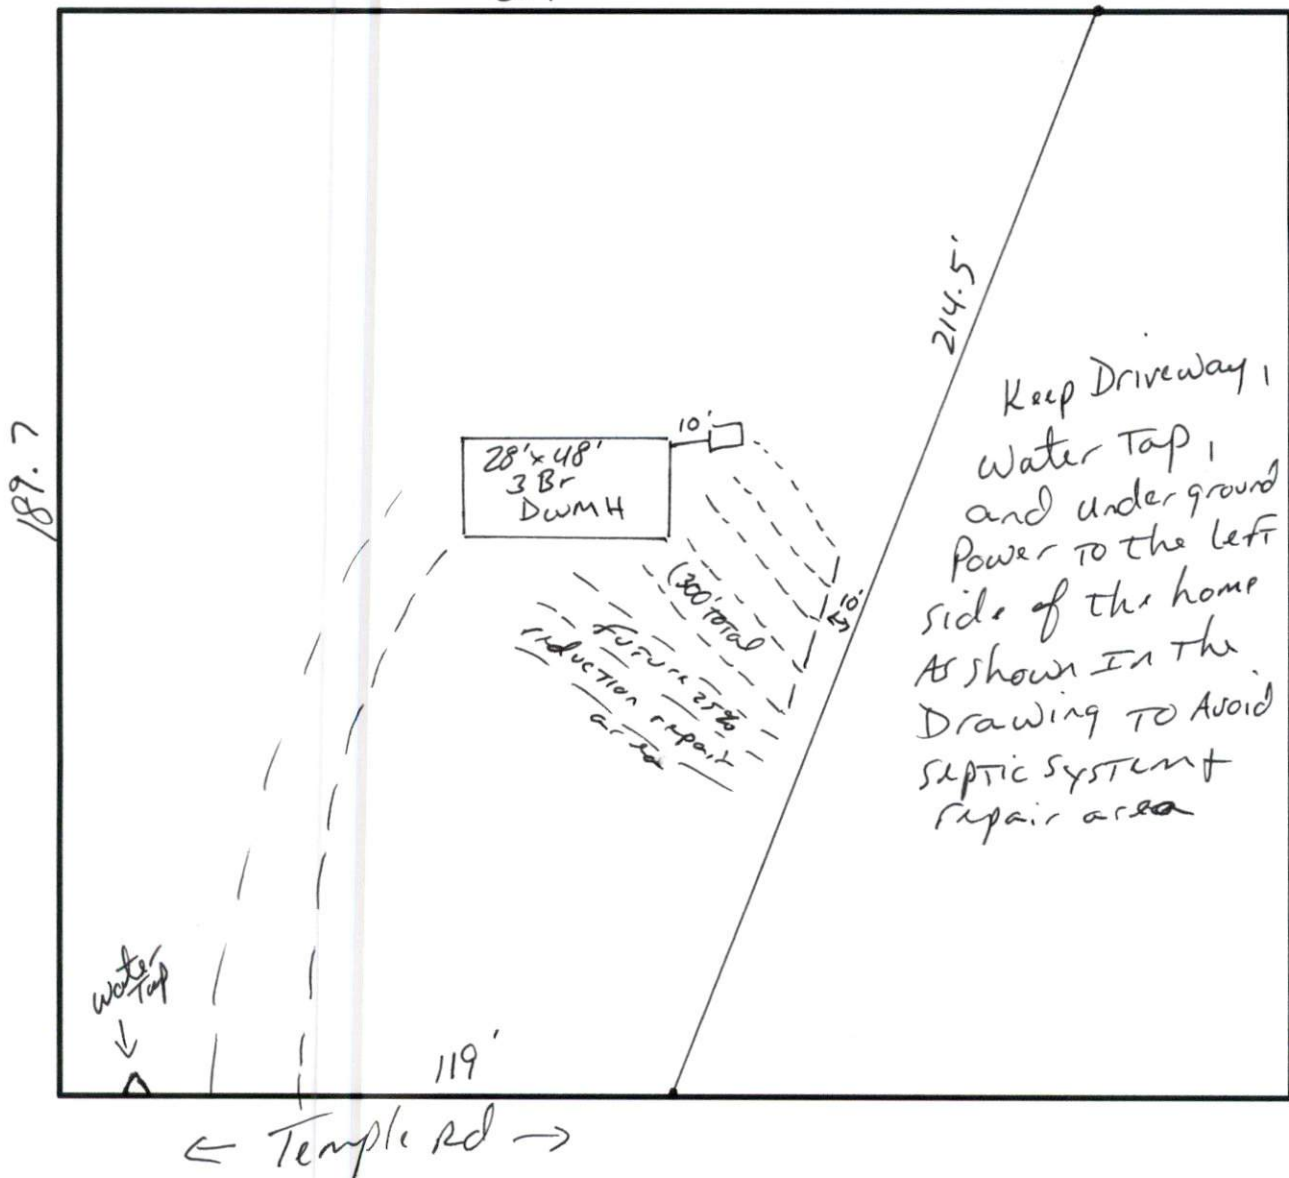 214.5'
Keep Driveway,
Water Tap,
and underground
Power To the left
side of the home
As shown In The
Drawing To Avoid
septic system +
repair area
189.7
10'
28' x 48'
3 Br
DWMH
10'
(300' total
Future 25%
reduction repair
area
water
Tap
119'
← Temple Rd →